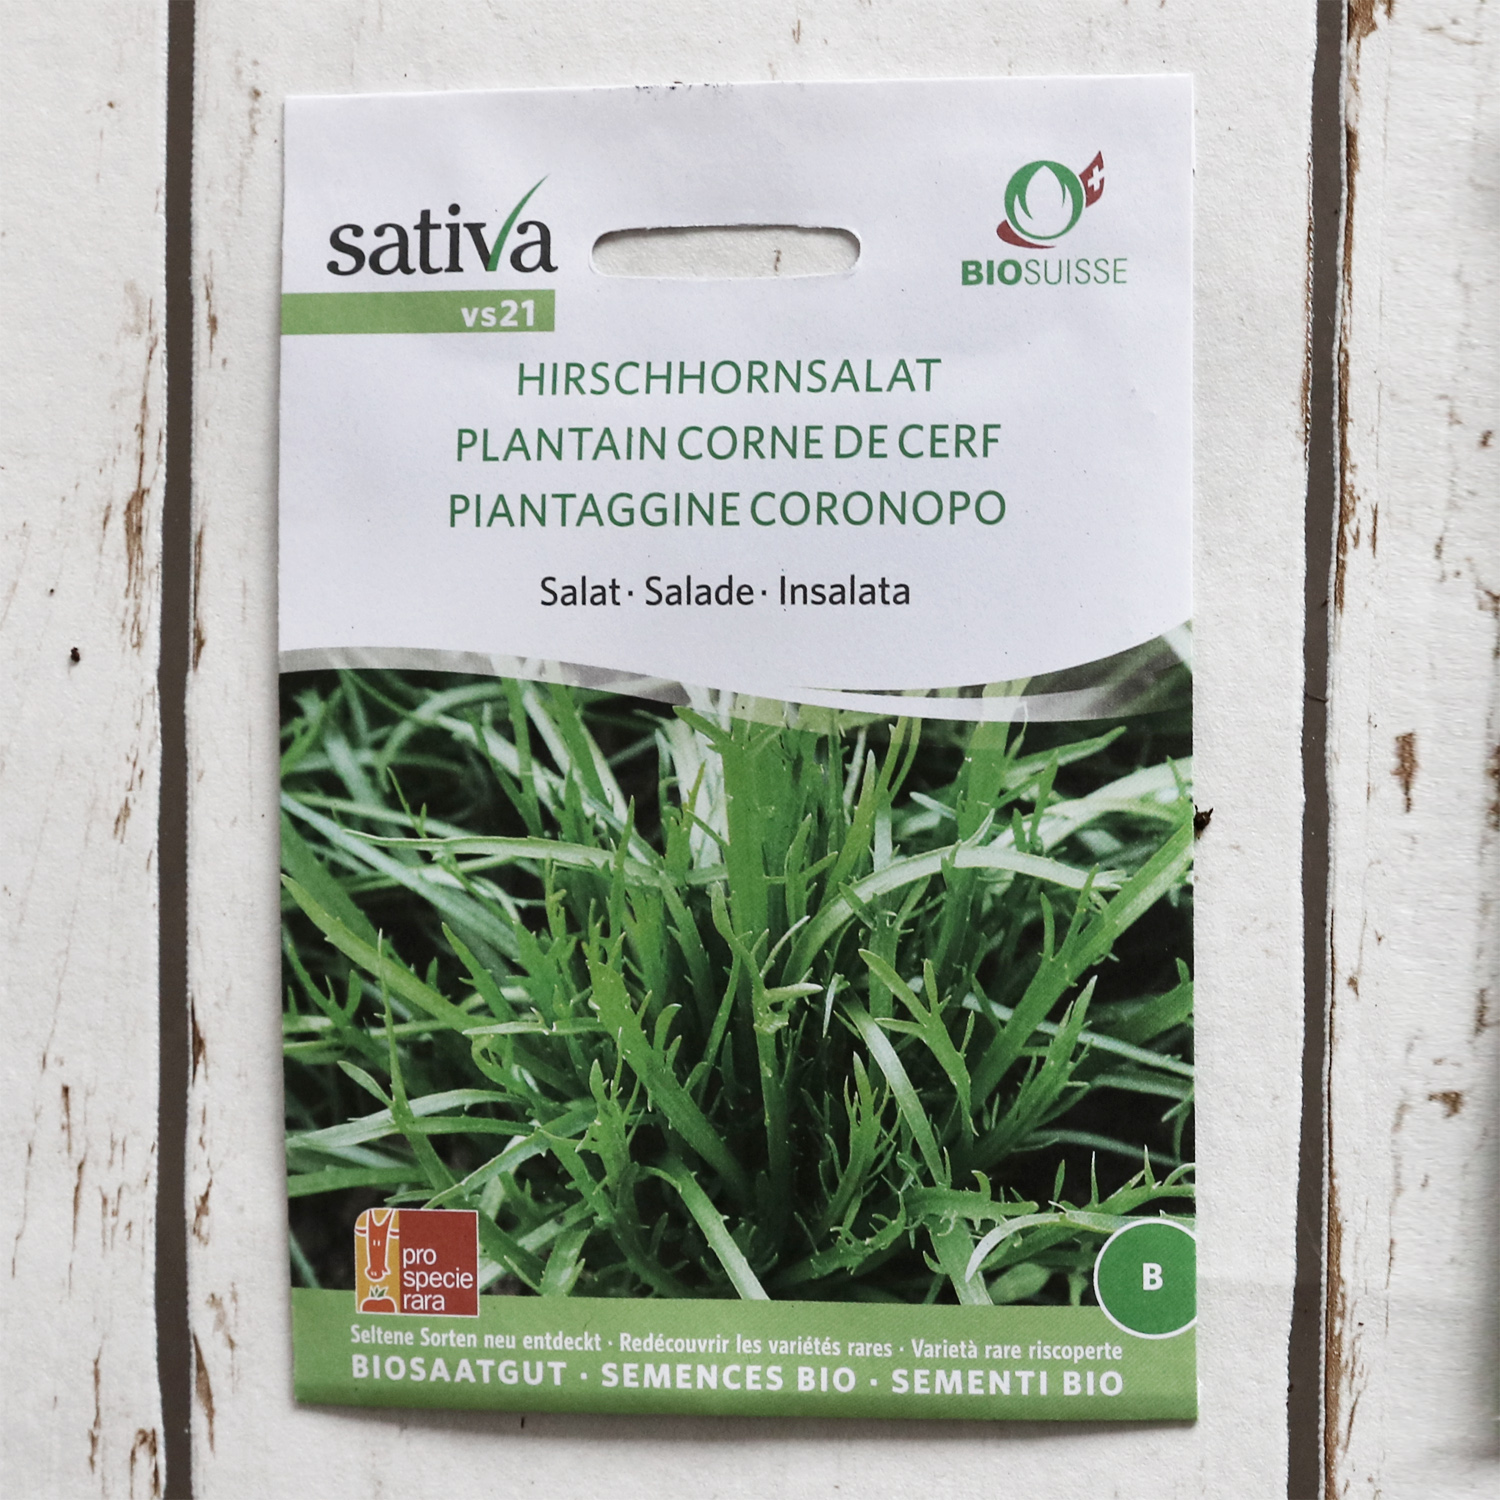 sativa
vs21
BIOSUISSE
HIRSCHHORNSALAT
PLANTAIN CORNE DE CERF
PIANTAGGINE CORONOPO
Salat · Salade · Insalata
pro
specie
rara
B
Seltene Sorten neu entdeckt · Redécouvrir les variétés rares · Varietà rare riscoperte
BIOSAATGUT · SEMENCES BIO · SEMENTI BIO